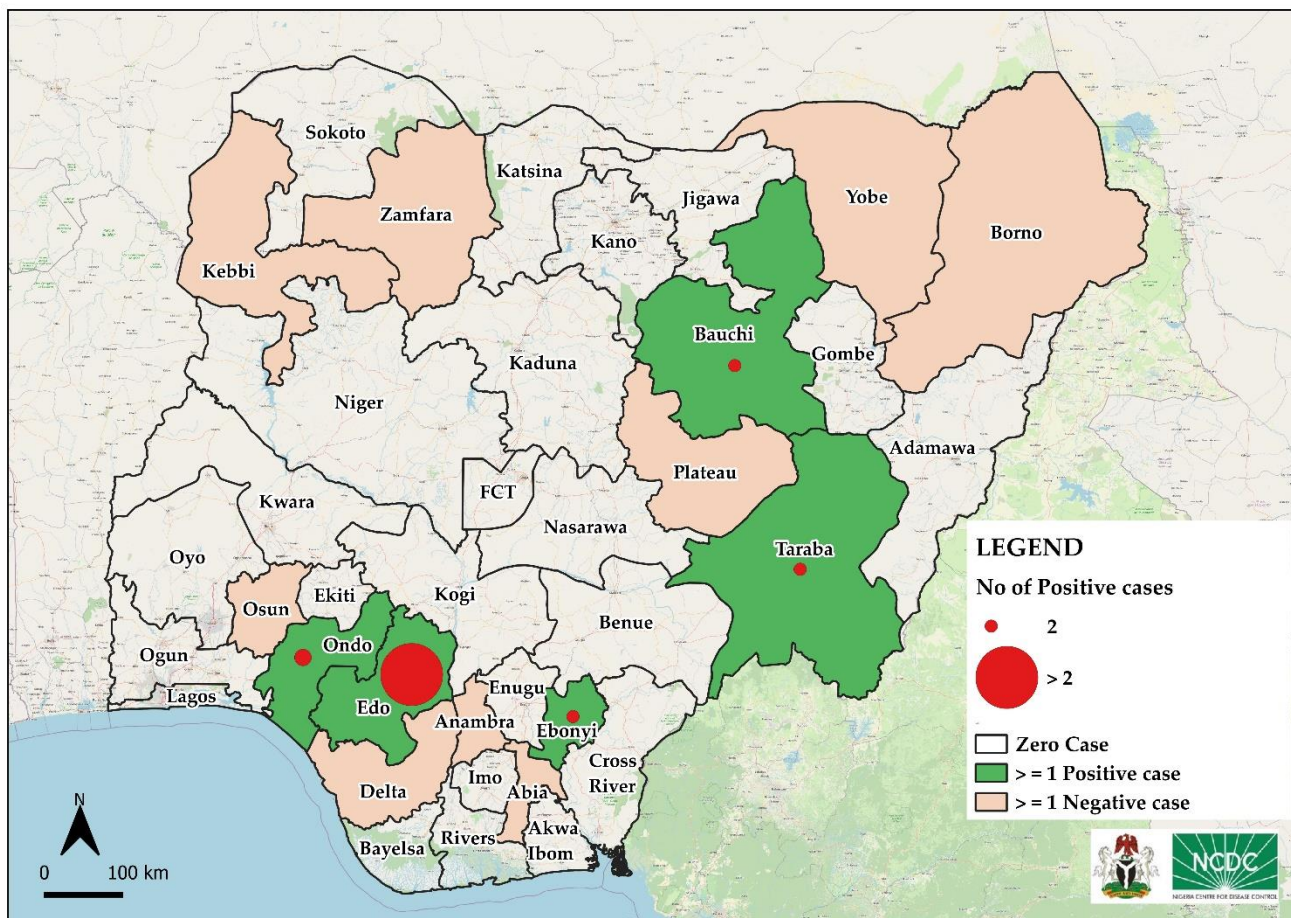 Sokoto
Katsina
Jigawa
Yobe
Borno
Zamfara
Kano
Kebbi
Bauchi
Gombe
Kaduna
Niger
Adamawa
Plateau
FCT
Kwara
Nasarawa
Oyo
Taraba
Ekiti
Kogi
Osun
Benue
Ondo
Ogun
Enugu
Lagos
Edo
Anambra
Ebonyi
Cross
River
Imo
Delta
Abia
Rivers
Akwa
Ibom
Bayelsa
N
0 100 km
LEGEND
No of Positive cases
2
> 2
Zero Case
> = 1 Positive case
> = 1 Negative case
NCDC
NIGERIA CENTRE FOR DISEASE CONTROL